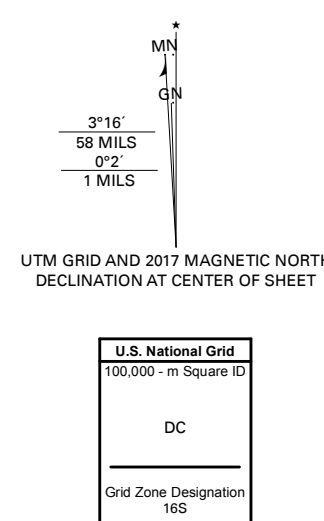 ★
MN
GN
3°16´
58 MILS
0°2´
1 MILS
UTM GRID AND 2017 MAGNETIC NORTH
DECLINATION AT CENTER OF SHEET
U.S. National Grid
100,000 - m Square ID
DC
Grid Zone Designation
16S